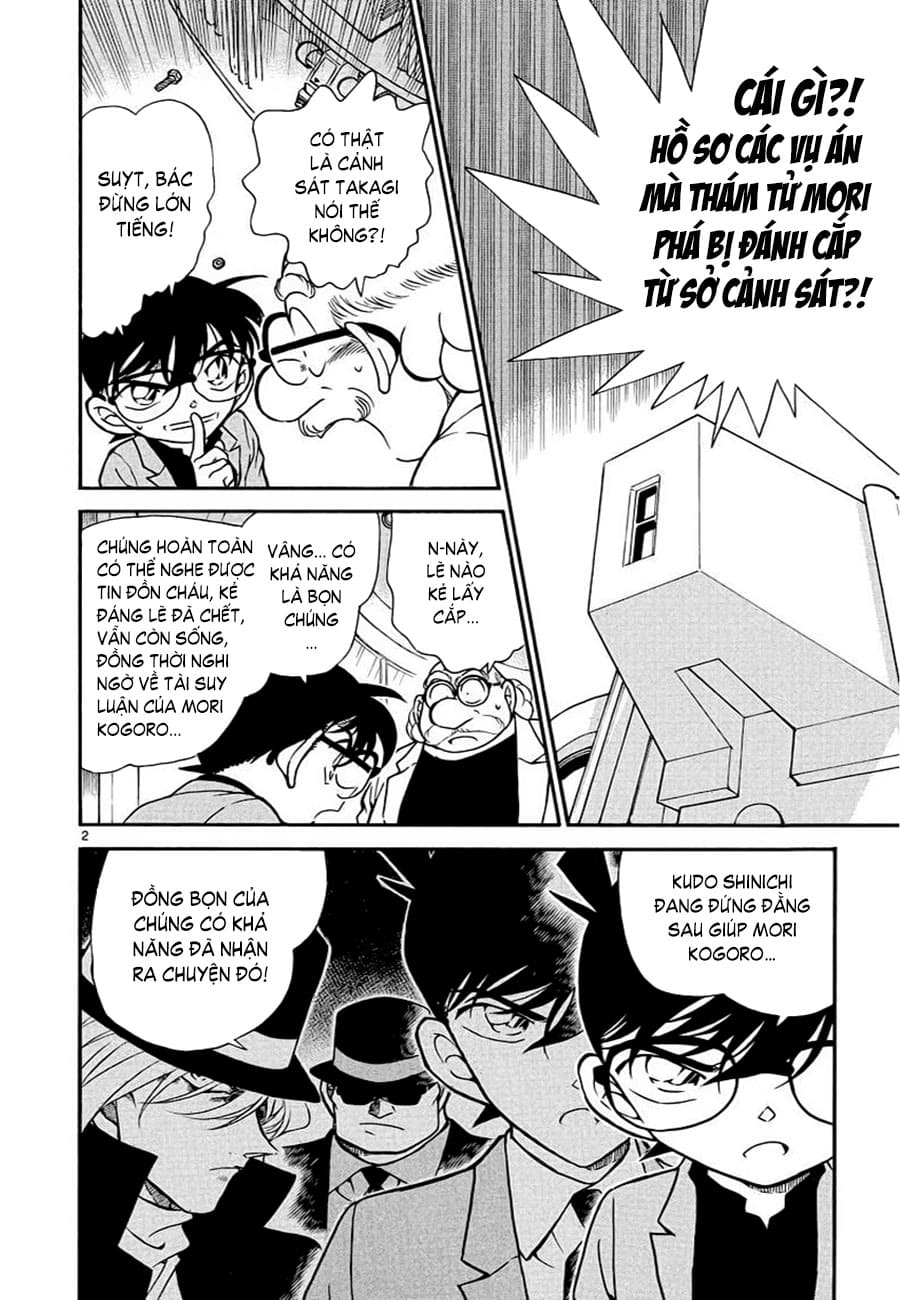 CÁI GÌ?!
HỒ SƠ CÁC VỤ ÁN
MÀ THÁM TỬ MORI
PHÁ BỊ ĐÁNH CẮP
TỪ SỞ CẢNH SÁT?!
CÓ THẬT
LÀ CẢNH
SÁT TAKAGI
NÓI THẾ
KHÔNG?!
SUỴT, BÁC
ĐỪNG LỚN
TIẾNG!
N-NÀY,
LẼ NÀO
KẺ LẤY
CẮP...
VÂNG... CÓ
KHẢ NĂNG
LÀ BỌN
CHÚNG
...
CHÚNG HOÀN TOÀN
CÓ THỂ NGHE ĐƯỢC
TIN ĐỒN CHÁU, KẺ
ĐÁNG LẼ ĐÃ CHẾT,
VẪN CÒN SỐNG,
ĐỒNG THỜI NGHI
NGỜ VỀ TÀI SUY
LUẬN CỦA MORI
KOGORO...
2
KUDO SHINICHI
ĐANG ĐỨNG ĐẰNG
SAU GIÚP MORI
KOGORO...
ĐỒNG BỌN CỦA
CHÚNG CÓ KHẢ
NĂNG ĐÃ NHẬN
RA CHUYỆN ĐÓ!